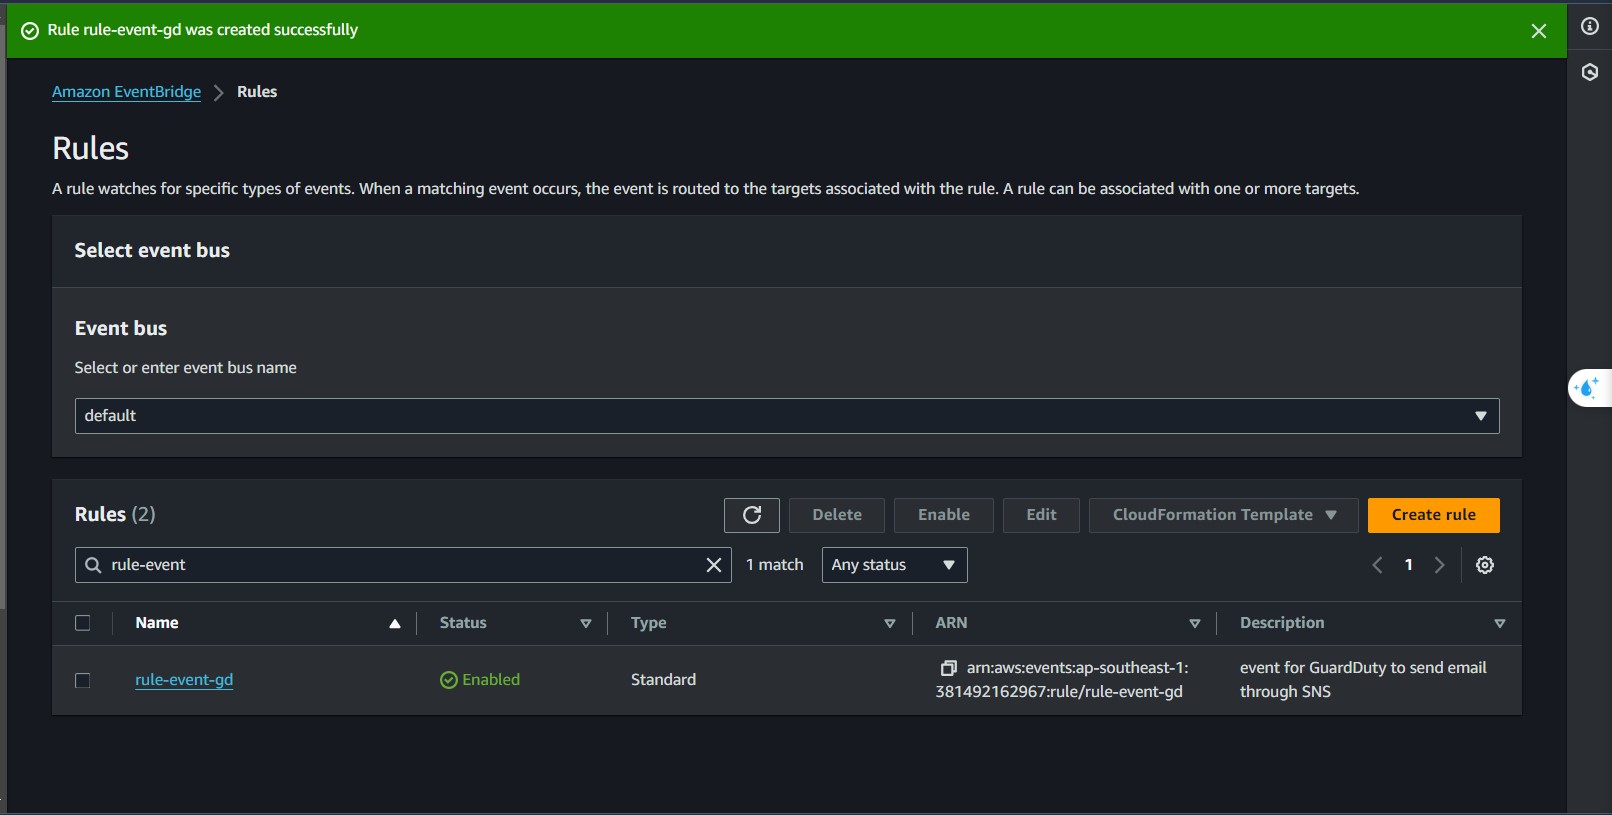 Rule rule-event-gd was created successfully
Amazon EventBridge > Rules
Rules
A rule watches for specific types of events. When a matching event occurs, the event is routed to the targets associated with the rule. A rule can be associated with one or more targets.
Select event bus
Event bus
Select or enter event bus name
default
Rules (2)
Delete
Enable
Edit
CloudFormation Template
Create rule
rule-event
1 match
Any status
1
Name
Status
Type
ARN
Description
rule-event-gd
Enabled
Standard
arn:aws:events:ap-southeast-1:
381492162967:rule/rule-event-gd
event for GuardDuty to send email
through SNS